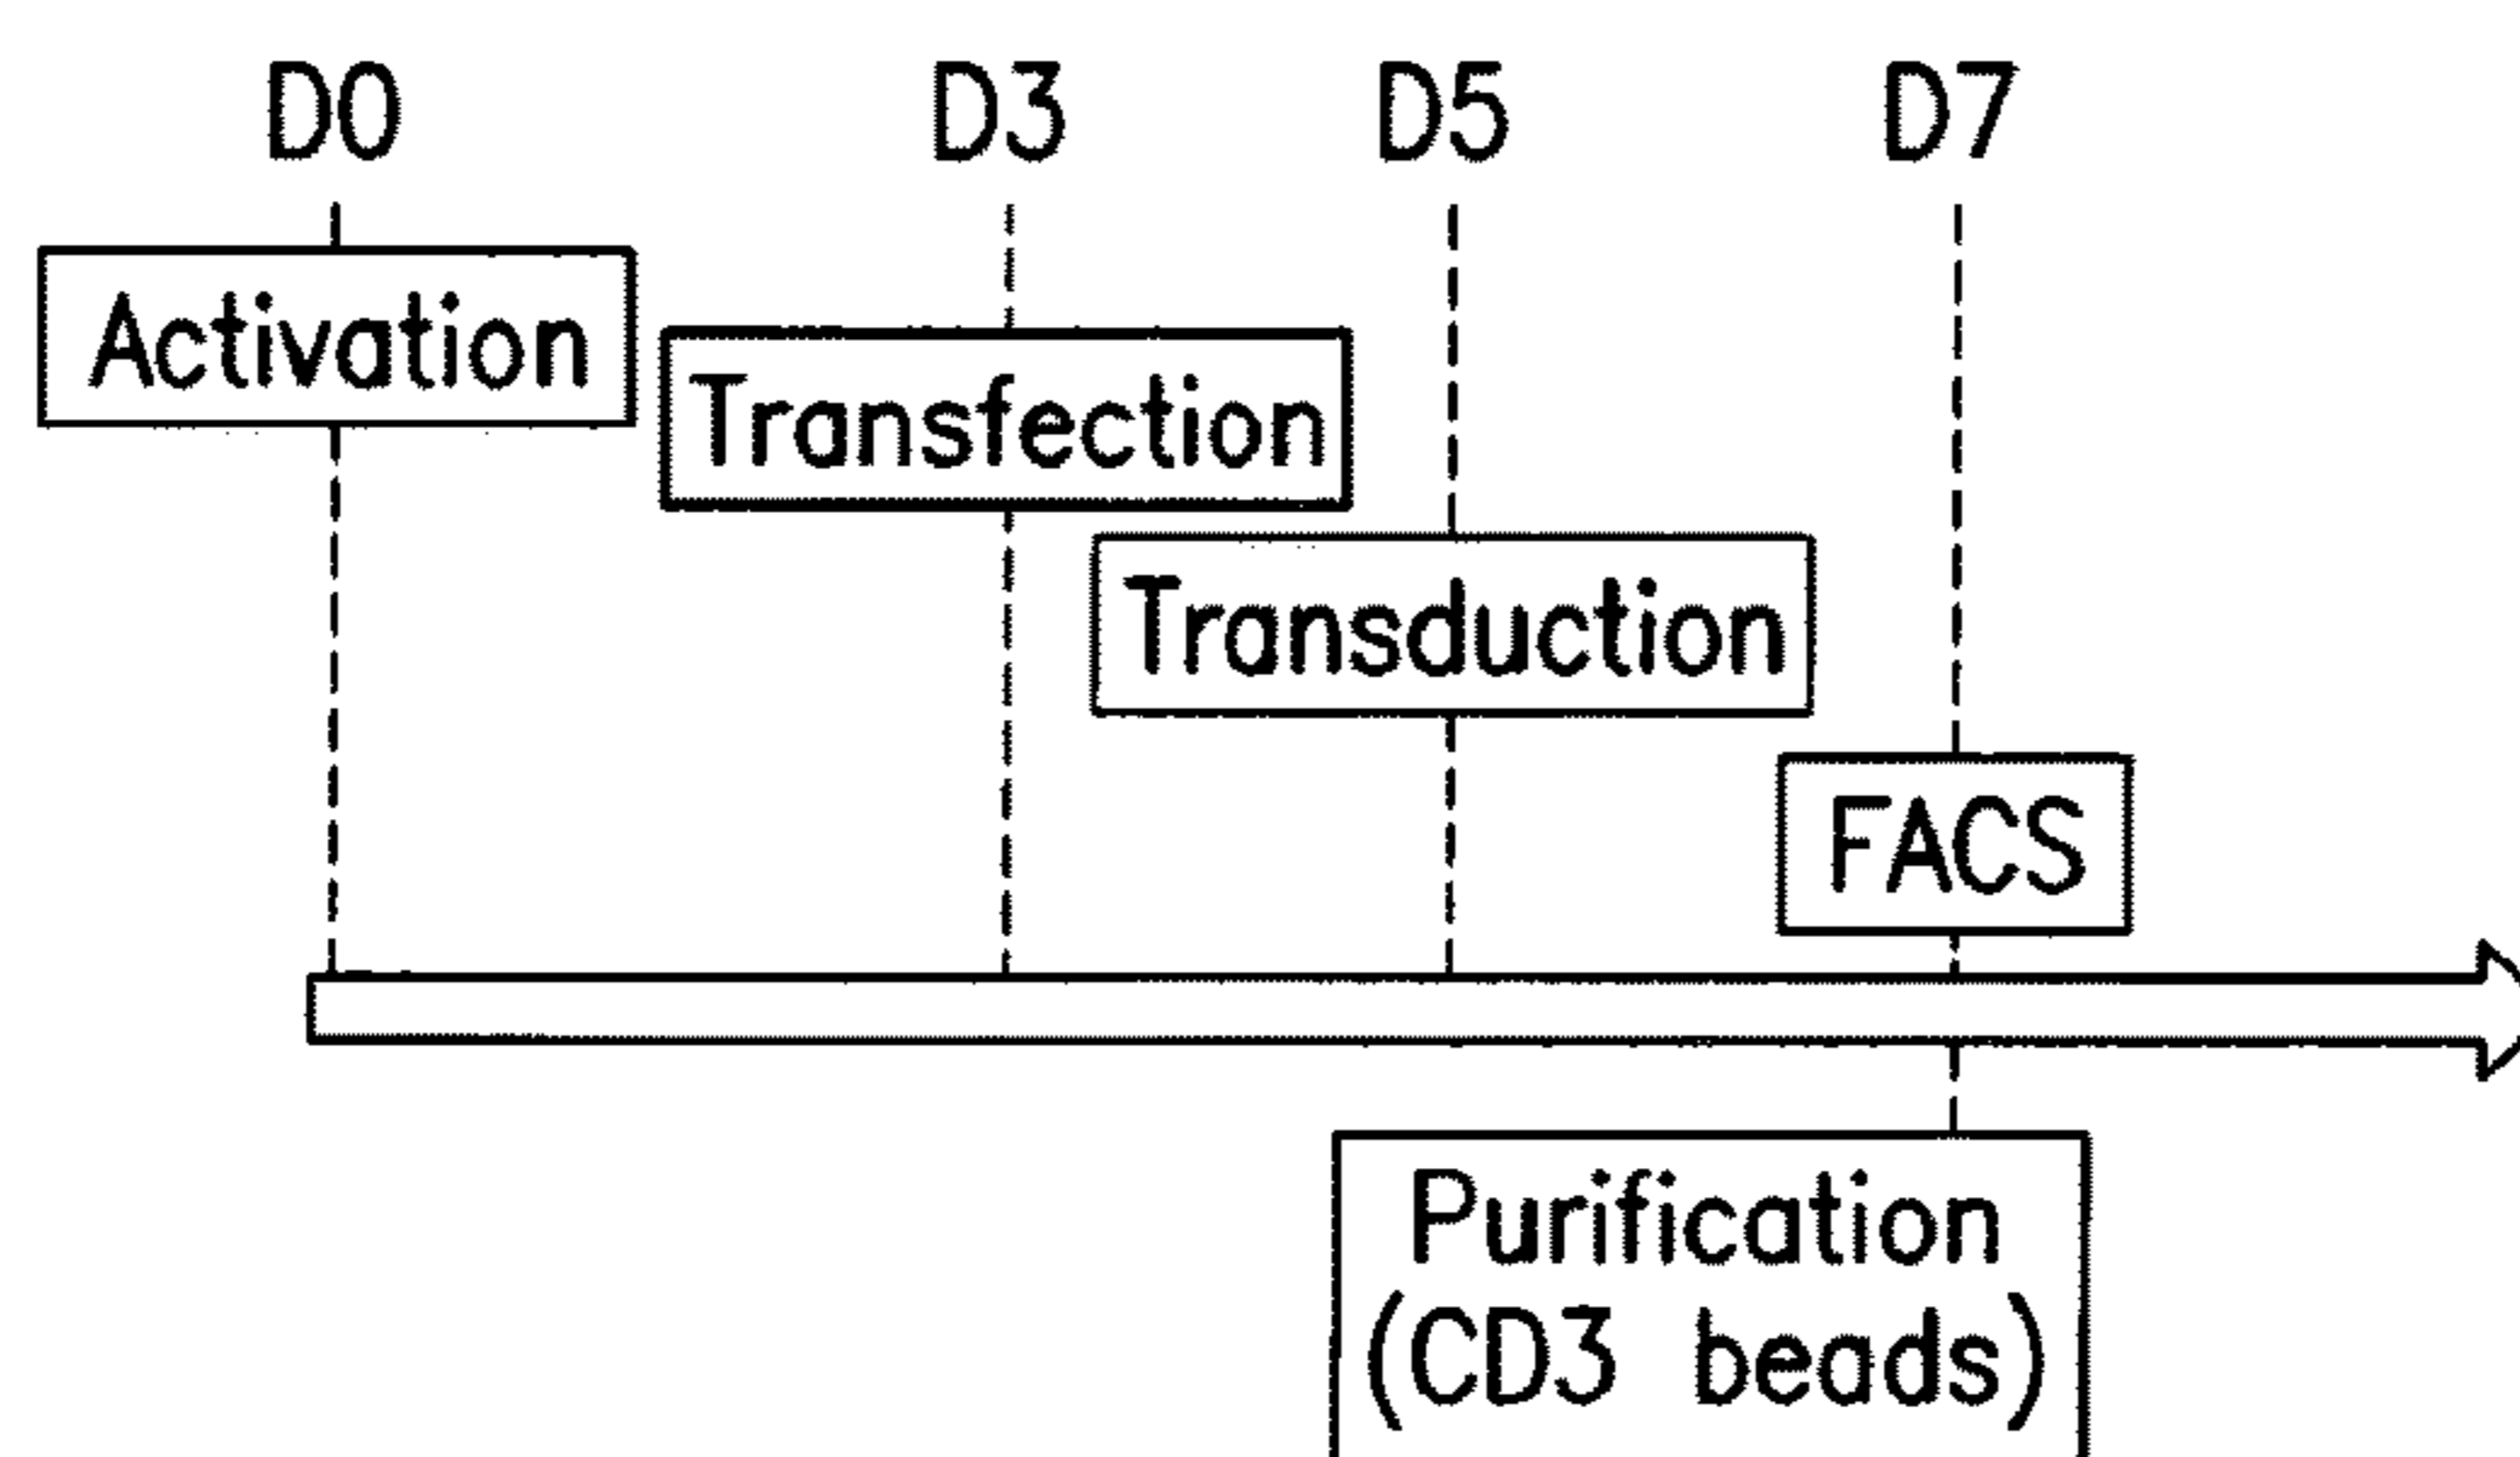 D0 D3 D5 D7
Activation
Transfection
Transduction
FACS
Purification
(CD3 beads)